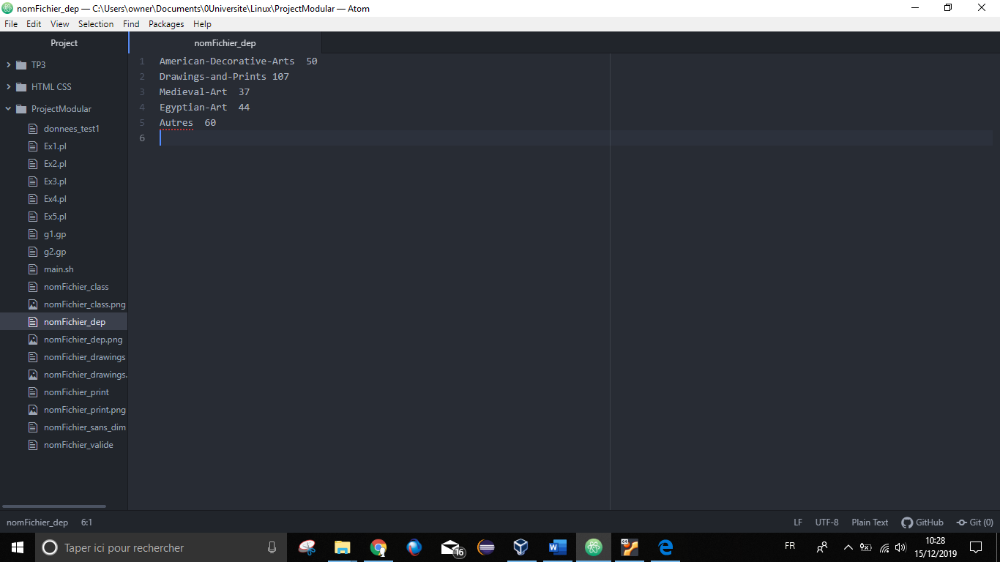 nomFichier_dep — C:\Users\owner\Documents\0Universite\Linux\ProjectModular — Atom
File Edit View Selection Find Packages Help
Project
nomFichier_dep
TP3
HTML CSS
ProjectModular
donnees_test1
Ex1.pl
Ex2.pl
Ex3.pl
Ex4.pl
Ex5.pl
g1.gp
g2.gp
main.sh
nomFichier_class
nomFichier_class.png
nomFichier_dep
nomFichier_dep.png
nomFichier_drawings
nomFichier_drawings.
nomFichier_print
nomFichier_print.png
nomFichier_sans_dim
nomFichier_valide
1 American-Decorative-Arts  50
2 Drawings-and-Prints 107
3 Medieval-Art  37
4 Egyptian-Art  44
5 Autres  60
6
nomFichier_dep 6:1 LF UTF-8 Plain Text GitHub Git (0)
Taper ici pour rechercher
16
FR
10:28
15/12/2019